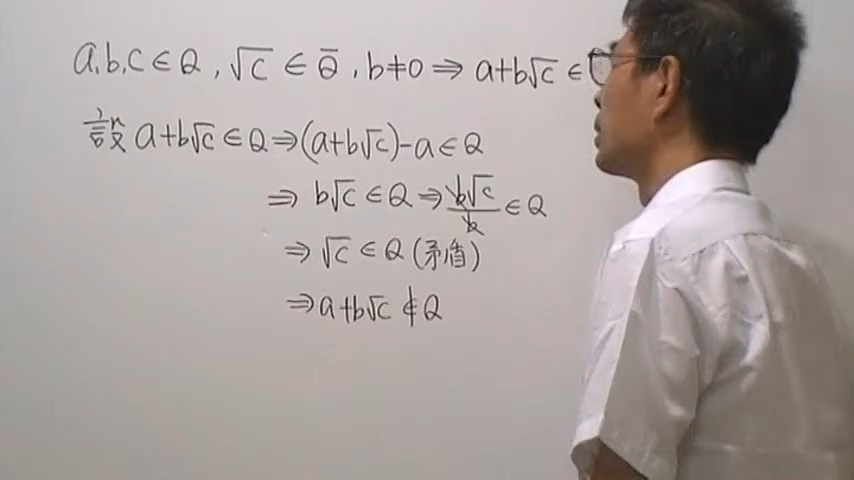 a,b,c ∈ Q , √c ∈ Q̄ , b≠0 ⇒ a+b√c ∈
設 a+b√c ∈ Q ⇒ (a+b√c)-a ∈ Q
⇒ b√c ∈ Q ⇒ b√c/b ∈ Q
⇒ √c ∈ Q (矛盾)
⇒ a+b√c ∉ Q